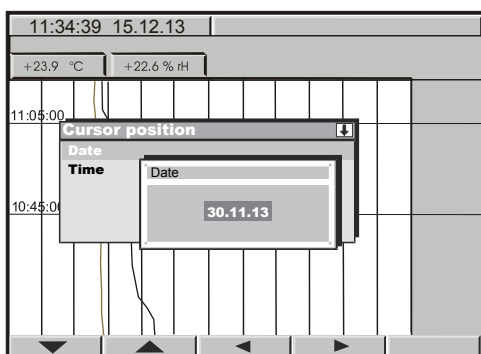 11:34:39 15.12.13
+23.9 °C +22.6 % rH
11:05:00
Cursor position
Date
Time
Date
30.11.13
10:45:00